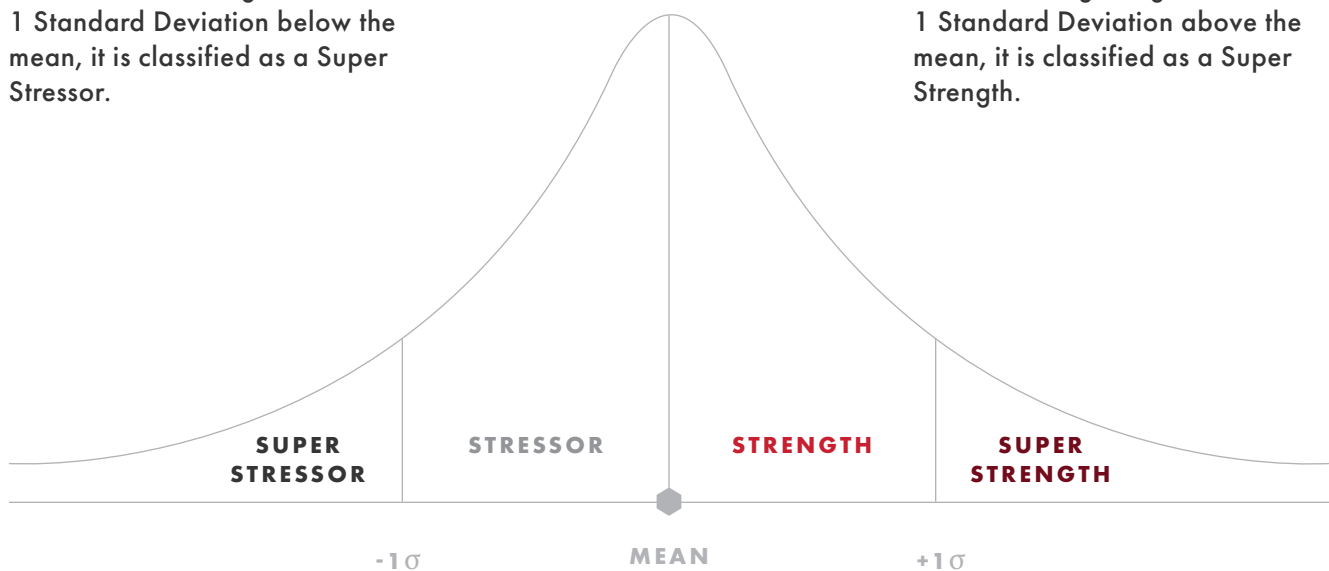 1 Standard Deviation below the
mean, it is classified as a Super
Stressor.
1 Standard Deviation above the
mean, it is classified as a Super
Strength.
SUPER
STRESSOR
STRESSOR
STRENGTH
SUPER
STRENGTH
-1σ
MEAN
+1σ